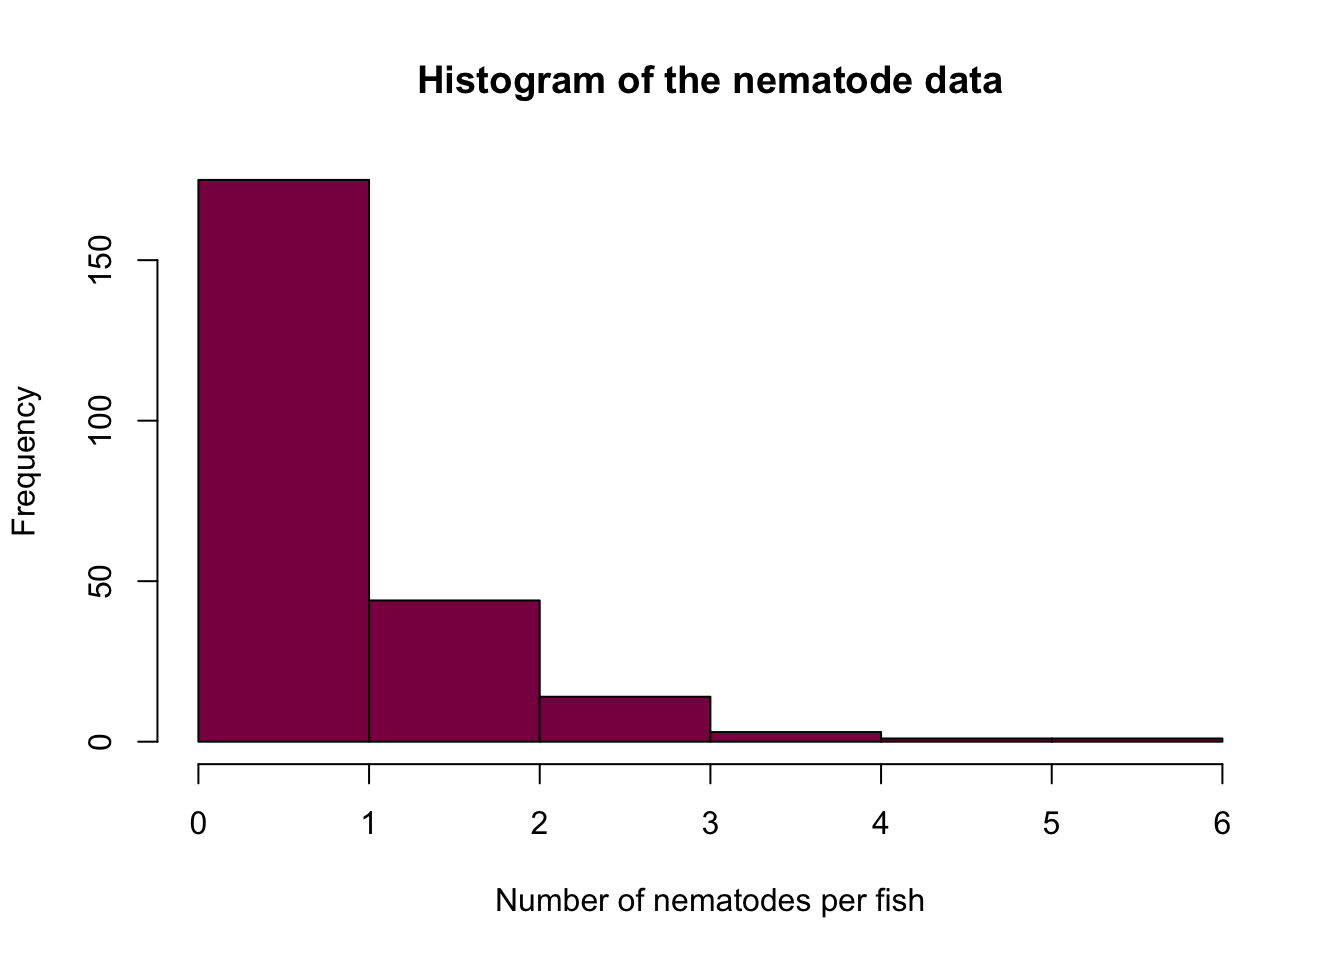 Histogram of the nematode data
150
100
50
0
Frequency
0 1 2 3 4 5 6
Number of nematodes per fish